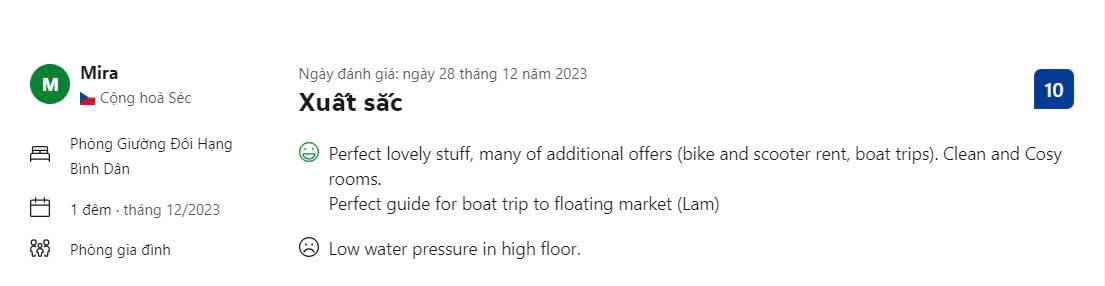 M
Mira
Cộng hoà Séc
Phòng Giường Đôi Hạng
Bình Dân
1 đêm · tháng 12/2023
Phòng gia đình
Ngày đánh giá: ngày 28 tháng 12 năm 2023
Xuất sắc
10
Perfect lovely stuff, many of additional offers (bike and scooter rent, boat trips). Clean and Cosy
rooms.
Perfect guide for boat trip to floating market (Lam)
Low water pressure in high floor.